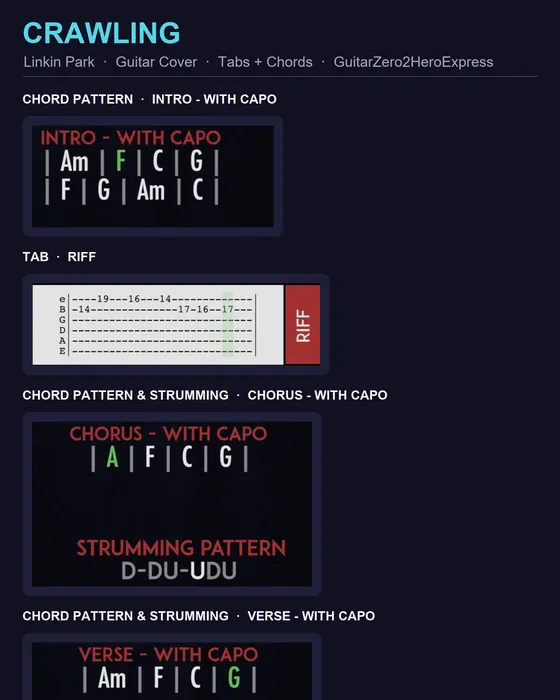 CRAWLING
Linkin Park · Guitar Cover · Tabs + Chords · GuitarZero2HeroExpress
CHORD PATTERN · INTRO - WITH CAPO
INTRO - WITH CAPO
| Am | F | C | G |
| F | G | Am | C |
TAB · RIFF
e|----19---16---14--------------|
B|-14----------------17-16--17---|
G|------------------------------|
D|------------------------------|
A|------------------------------|
E|------------------------------|
RIFF
CHORD PATTERN & STRUMMING · CHORUS - WITH CAPO
CHORUS - WITH CAPO
| A | F | C | G |
STRUMMING PATTERN
D-DU-UDU
CHORD PATTERN & STRUMMING · VERSE - WITH CAPO
VERSE - WITH CAPO
| Am | F | C | G |